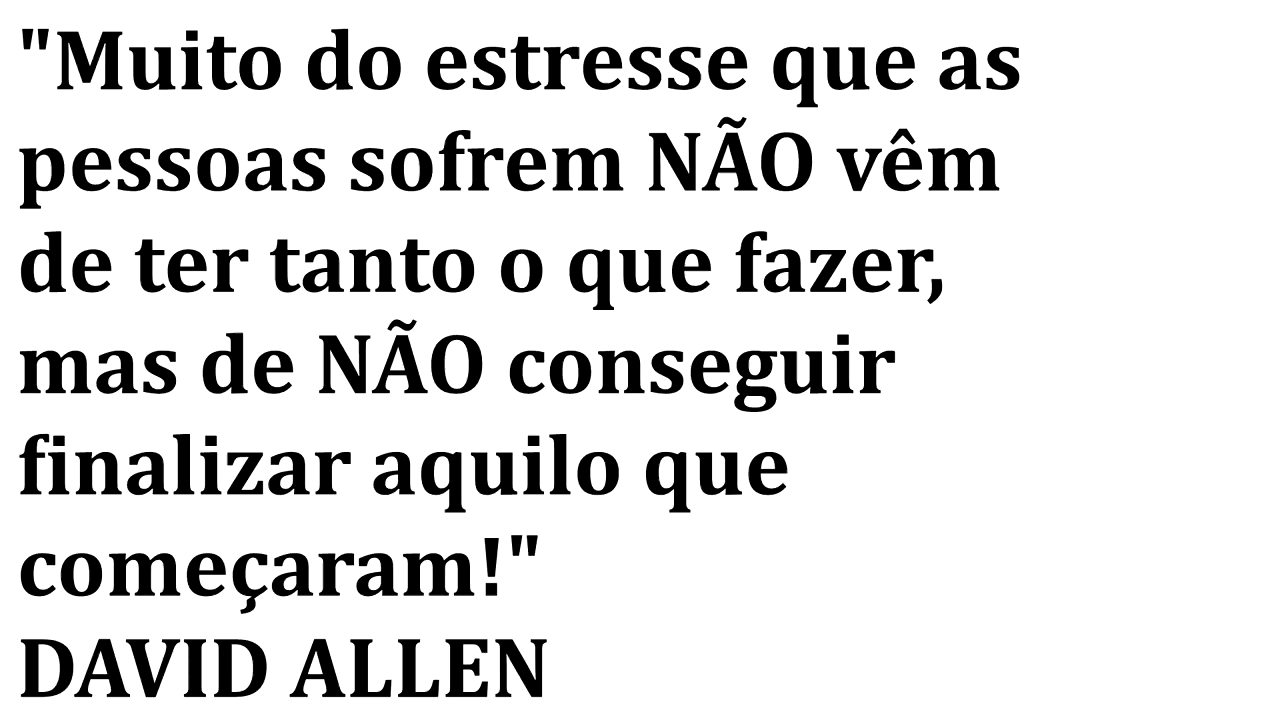 "Muito do estresse que as
pessoas sofrem NÃO vêm
de ter tanto o que fazer,
mas de NÃO conseguir
finalizar aquilo que
começaram!"
DAVID ALLEN